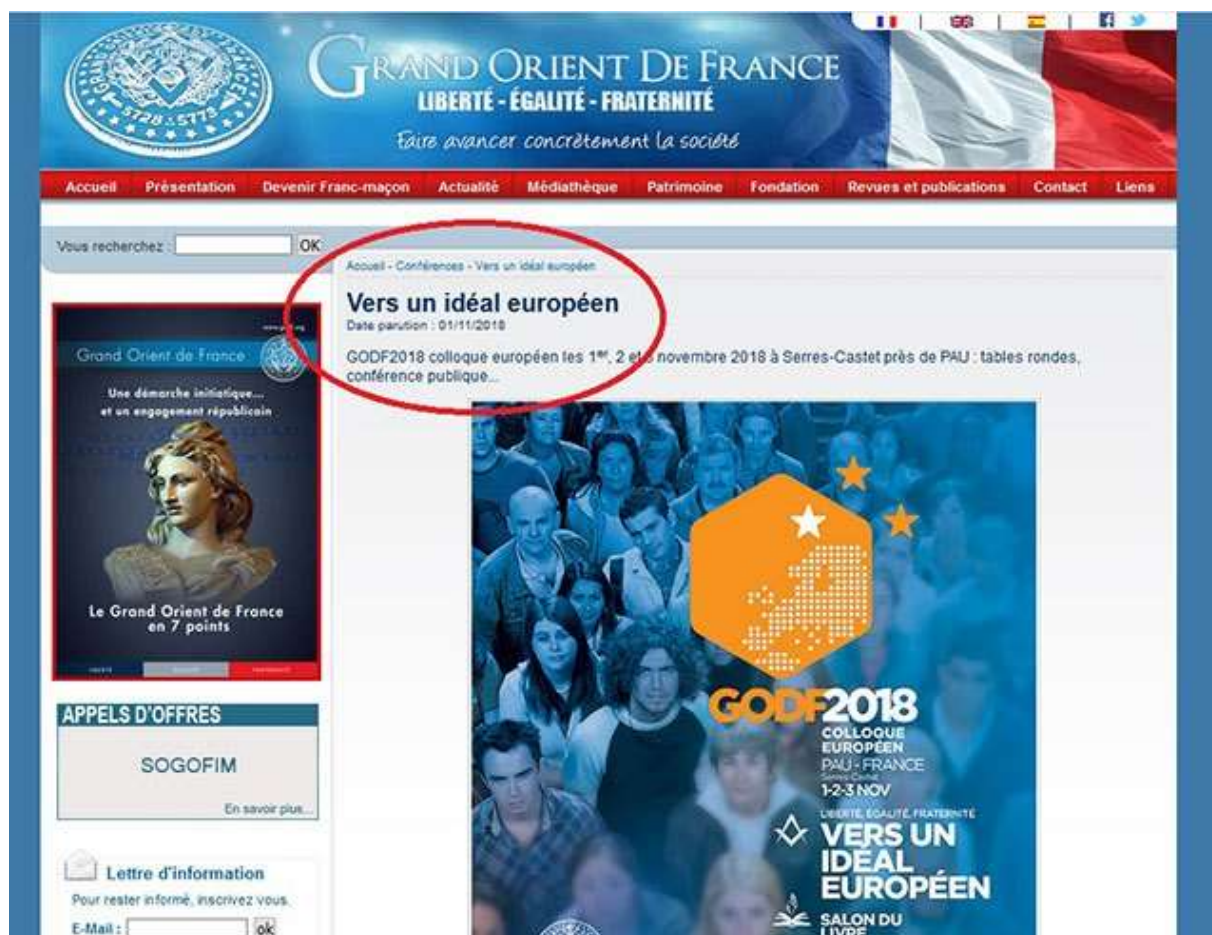 GRAND ORIENT DE FRANCE
LIBERTÉ - ÉGALITÉ - FRATERNITÉ
Faire avancer concrètement la société
5728 5773
Accueil Présentation Devenir Franc-maçon Actualité Médiathèque Patrimoine Fondation Revues et publications Contact Liens
Vous recherchez : OK
Accueil - Conférences - Vers un idéal européen
Vers un idéal européen
Date parution : 01/11/2018
GODF2018 colloque européen les 1er, 2 et 3 novembre 2018 à Serres-Castet près de PAU : tables rondes,
conférence publique...
Grand Orient de France
Une démarche initiatique...
et un engagement républicain
Le Grand Orient de France
en 7 points
APPELS D'OFFRES
SOGOFIM
En savoir plus...
Lettre d'information
Pour rester informé, inscrivez vous.
E-Mail : ok
GODF2018
COLLOQUE
EUROPÉEN
PAU - FRANCE
Serres-Castet
1-2-3 NOV
LIBERTÉ, ÉGALITÉ, FRATERNITÉ
VERS UN
IDÉAL
EUROPÉEN
SALON DU
LIVRE